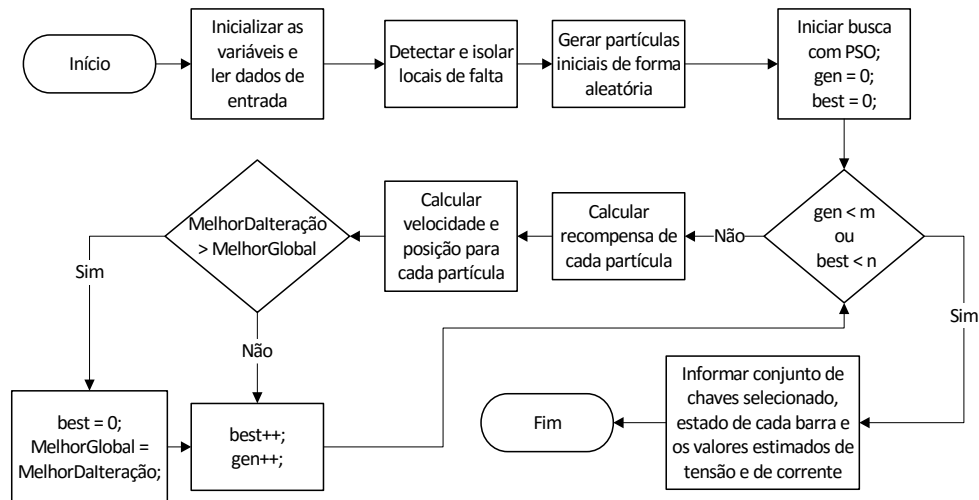 Início
Inicializar as
variáveis e
ler dados de
entrada
Detectar e isolar
locais de falta
Gerar partículas
iniciais de forma
aleatória
Iniciar busca
com PSO;
gen = 0;
best = 0;
gen < m
ou
best < n
Não
Sim
Calcular
recompensa de
cada partícula
Calcular
velocidade e
posição para
cada partícula
MelhorDaIteração
> MelhorGlobal
Sim
Não
best = 0;
MelhorGlobal =
MelhorDaIteração;
best++;
gen++;
Informar conjunto de
chaves selecionado,
estado de cada barra e
os valores estimados de
tensão e de corrente
Fim